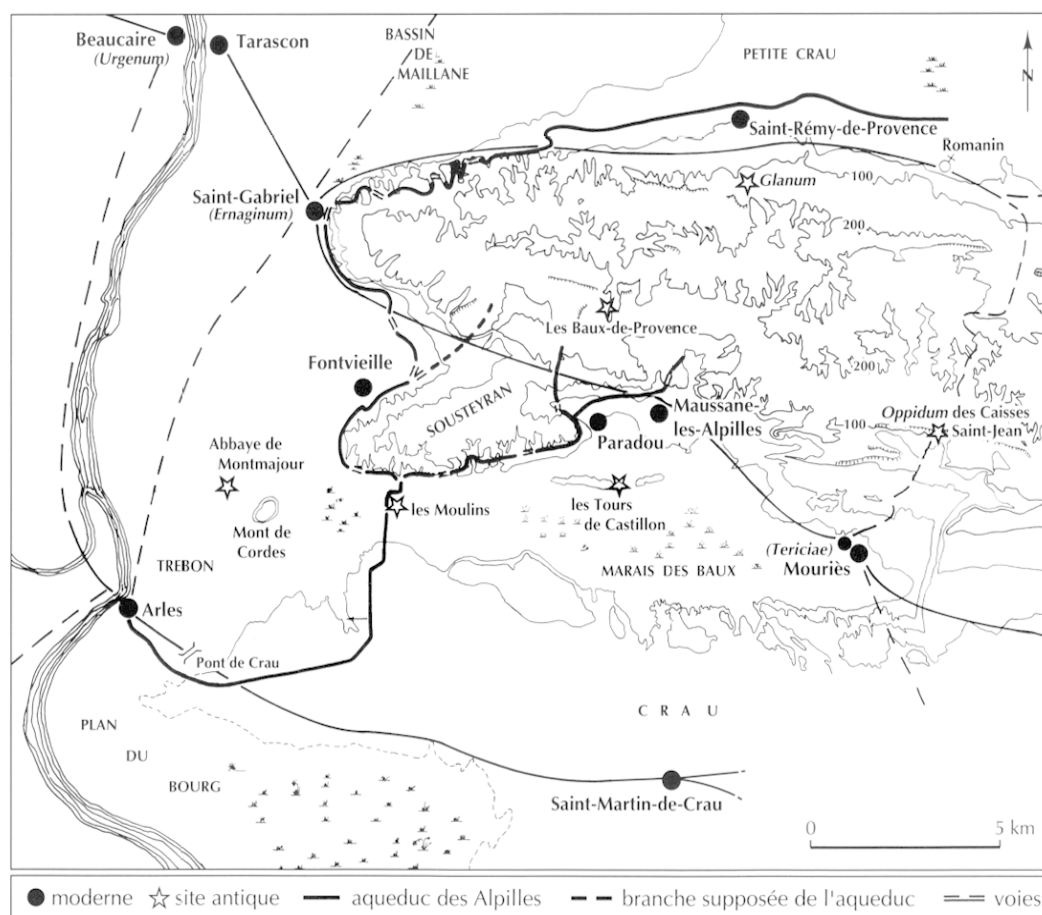 Beaucaire
(Urgenum)
Tarascon
BASSIN
DE
MAILLANE
PETITE CRAU
N
Saint-Rémy-de-Provence
Romanin
100
Glanum
Saint-Gabriel
(Ernaginum)
200
Les Baux-de-Provence
Fontvieille
200
SOUSTEYRAN
Maussane-
les-Alpilles
Paradou
100
Oppidum des Caisses
Saint-Jean
Abbaye de
Montmajour
les Moulins
les Tours
de Castillon
Mont de
Cordes
(Tericiae)
Mouriès
TREBON
MARAIS DES BAUX
Arles
Pont de Crau
CRAU
PLAN
DU
BOURG
Saint-Martin-de-Crau
0 5 km
moderne site antique aqueduc des Alpilles branche supposée de l'aqueduc voies